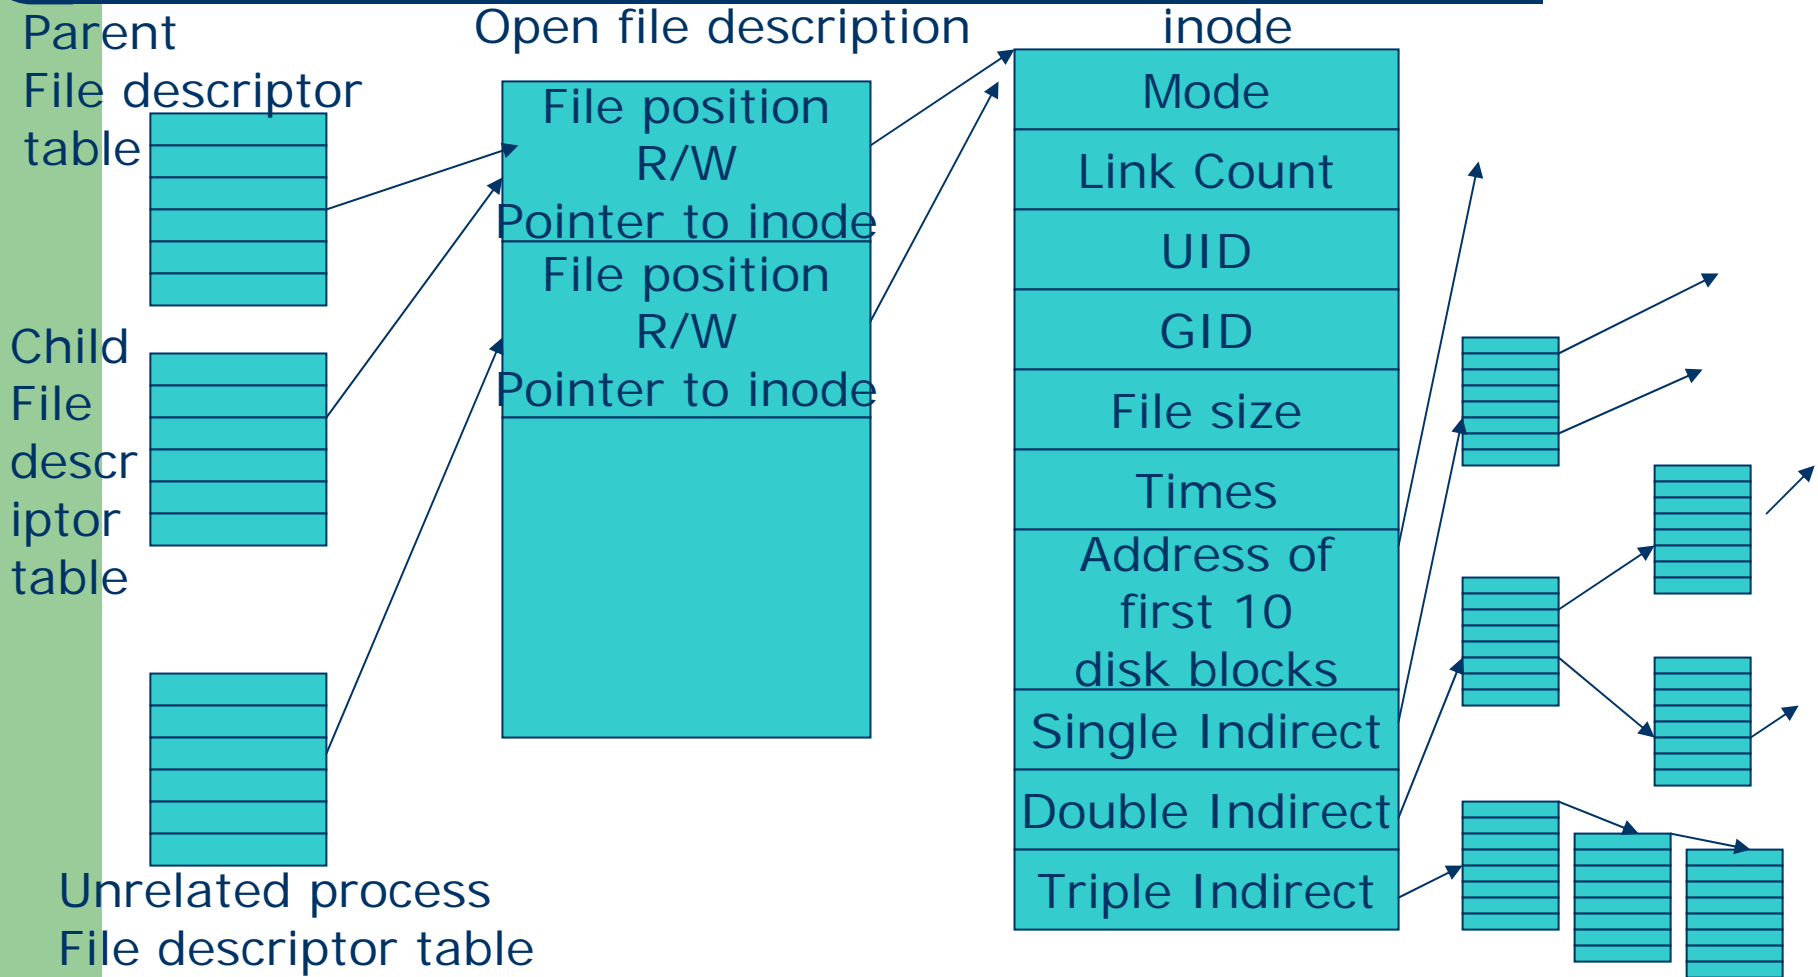 Parent
File descriptor
table
Child
File
descr
iptor
table
Unrelated process
File descriptor table
Open file description
File position
R/W
Pointer to inode
File position
R/W
Pointer to inode
inode
Mode
Link Count
UID
GID
File size
Times
Address of
first 10
disk blocks
Single Indirect
Double Indirect
Triple Indirect